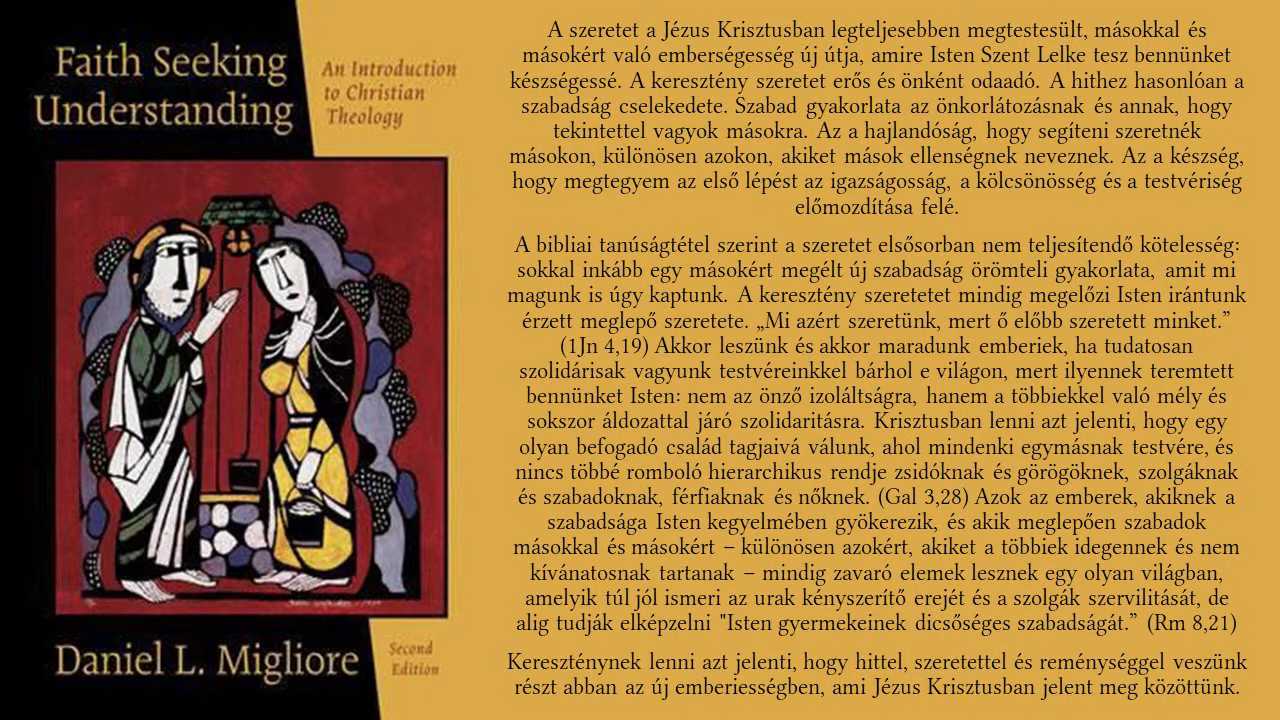 Faith Seeking
Understanding
An Introduction
to Christian
Theology
Daniel L. Migliore
Second
Edition
A szeretet a Jézus Krisztusban legteljesebben megtestesült, másokkal és
másokért való emberségesség új útja, amire Isten Szent Lelke tesz bennünket
készségessé. A keresztény szeretet erős és önként odaadó. A hithez hasonlóan a
szabadság cselekedete. Szabad gyakorlata az önkorlátozásnak és annak, hogy
tekintettel vagyok másokra. Az a hajlandóság, hogy segíteni szeretnék
másokon, különösen azokon, akiket mások ellenségnek neveznek. Az a készség,
hogy megtegyem az első lépést az igazságosság, a kölcsönösség és a testvériség
előmozdítása felé.
A bibliai tanúságtétel szerint a szeretet elsősorban nem teljesítendő kötelesség:
sokkal inkább egy másokért megélt új szabadság örömteli gyakorlata, amit mi
magunk is úgy kaptunk. A keresztény szeretetet mindig megelőzi Isten irántunk
érzett meglepő szeretete. „Mi azért szeretünk, mert ő előbb szeretett minket.”
(1Jn 4,19) Akkor leszünk és akkor maradunk emberiek, ha tudatosan
szolidárisak vagyunk testvéreinkkel bárhol e világon, mert ilyennek teremtett
bennünket Isten: nem az önző izoláltságra, hanem a többiekkel való mély és
sokszor áldozattal járó szolidaritásra. Krisztusban lenni azt jelenti, hogy egy
olyan befogadó család tagjaivá válunk, ahol mindenki egymásnak testvére, és
nincs többé romboló hierarchikus rendje zsidóknak és görögöknek, szolgáknak
és szabadoknak, férfiaknak és nőknek. (Gal 3,28) Azok az emberek, akiknek a
szabadsága Isten kegyelmében gyökerezik, és akik meglepően szabadok
másokkal és másokért – különösen azokért, akiket a többiek idegennek és nem
kívánatosnak tartanak – mindig zavaró elemek lesznek egy olyan világban,
amelyik túl jól ismeri az urak kényszerítő erejét és a szolgák szervilitását, de
alig tudják elképzelni "Isten gyermekeinek dicsőséges szabadságát.” (Rm 8,21)
Kereszténynek lenni azt jelenti, hogy hittel, szeretettel és reménységgel veszünk
részt abban az új emberiességben, ami Jézus Krisztusban jelent meg közöttünk.